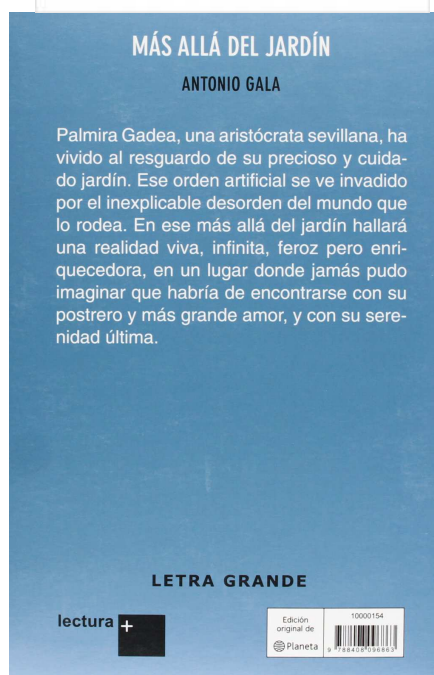 MÁS ALLÁ DEL JARDÍN
ANTONIO GALA
Palmira Gadea, una aristócrata sevillana, ha
vivido al resguardo de su precioso y cuida-
do jardín. Ese orden artificial se ve invadido
por el inexplicable desorden del mundo que
lo rodea. En ese más allá del jardín hallará
una realidad viva, infinita, feroz pero enri-
quecedora, en un lugar donde jamás pudo
imaginar que habría de encontrarse con su
postrero y más grande amor, y con su sere-
nidad última.
LETRA GRANDE
lectura +
Edición
original de
Planeta
10000154
9 788408 096863